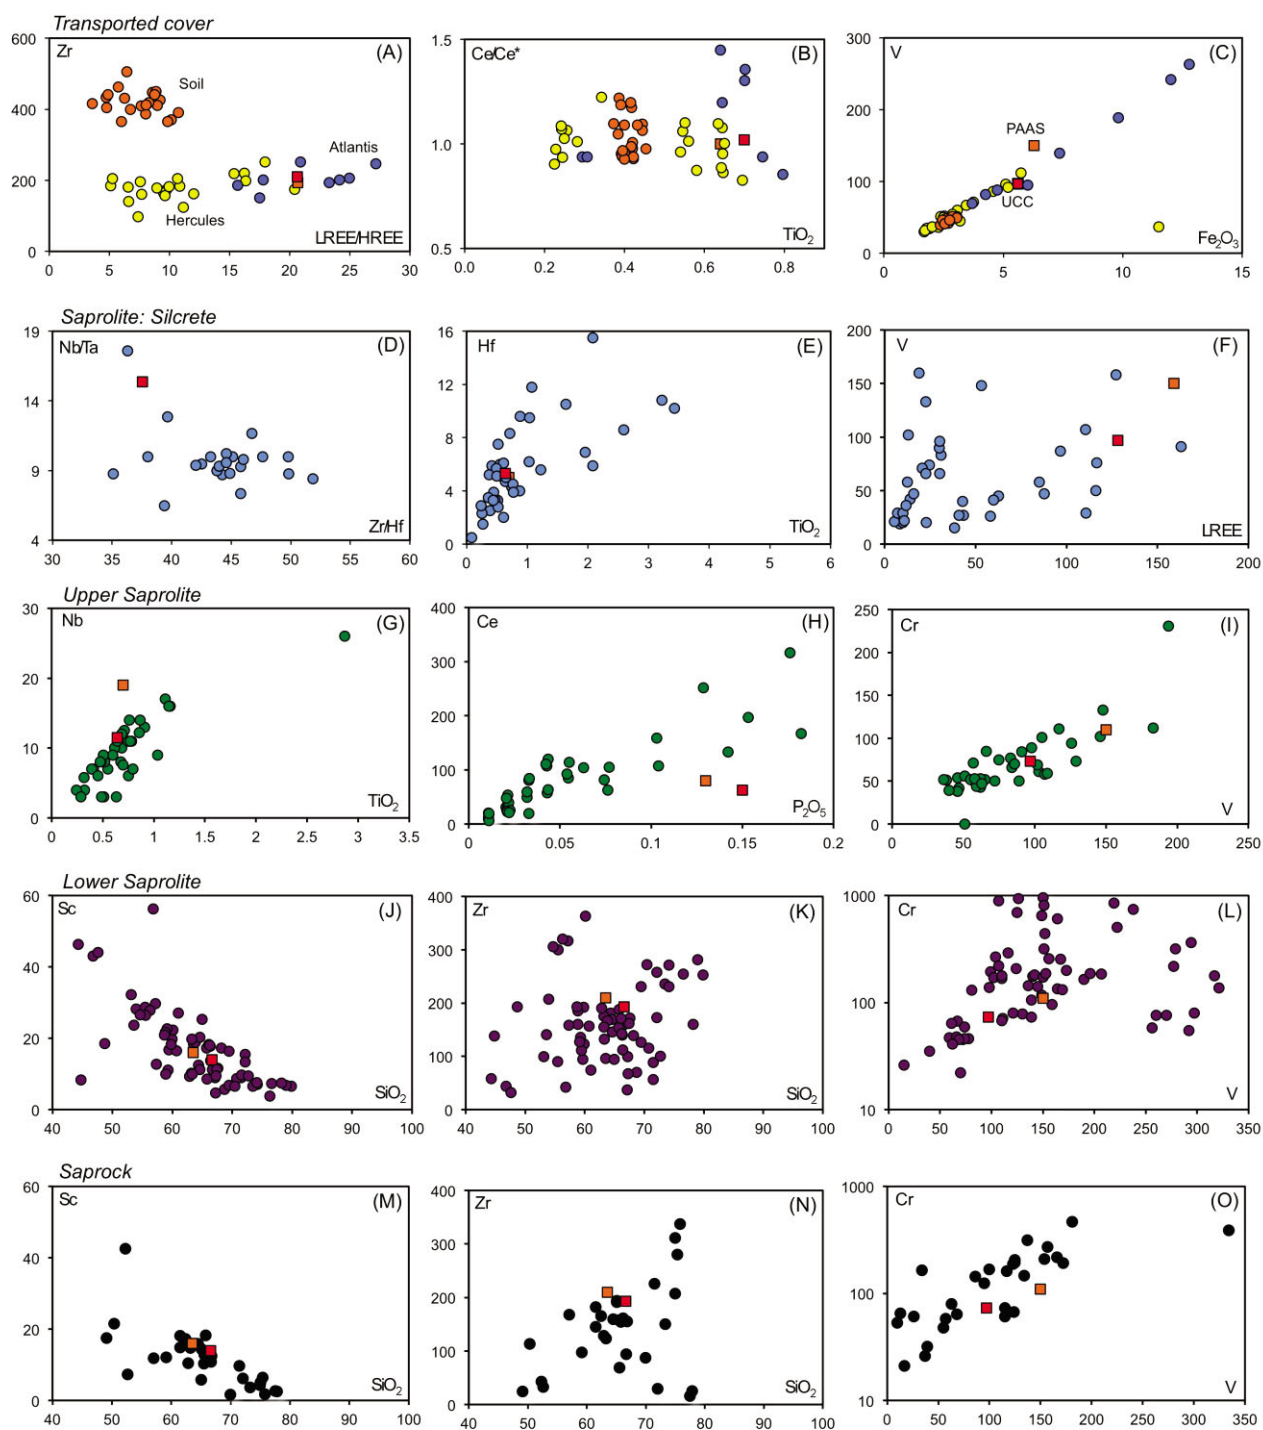 Transported cover
600
Zr
(A)
Soil
400
Atlantis
200
Hercules
LREE/HREE
0
0 5 10 15 20 25 30
1.5
Ce/Ce*
(B)
1.0
TiO2
0.5
0.0 0.2 0.4 0.6 0.8
300
V
(C)
200
PAAS
100
UCC
Fe2O3
0
0 5 10 15
Saprolite: Silcrete
19
Nb/Ta
(D)
14
9
Zr/Hf
4
30 35 40 45 50 55 60
16
Hf
(E)
12
8
4
TiO2
0
0 1 2 3 4 5 6
200
V
(F)
150
100
50
LREE
0
0 50 100 150 200
Upper Saprolite
30
Nb
(G)
20
10
TiO2
0
0 0.5 1 1.5 2 2.5 3 3.5
400
Ce
(H)
300
200
100
P2O5
0
0 0.05 0.1 0.15 0.2
250
Cr
(I)
200
150
100
50
V
0
0 50 100 150 200 250
Lower Saprolite
60
Sc
(J)
40
20
SiO2
0
40 50 60 70 80 90 100
400
Zr
(K)
300
200
100
SiO2
0
40 50 60 70 80 90 100
1000
Cr
(L)
100
V
10
0 50 100 150 200 250 300 350
Saprock
60
Sc
(M)
40
20
SiO2
0
40 50 60 70 80 90 100
400
Zr
(N)
300
200
100
SiO2
0
40 50 60 70 80 90 100
1000
Cr
(O)
100
V
10
0 50 100 150 200 250 300 350